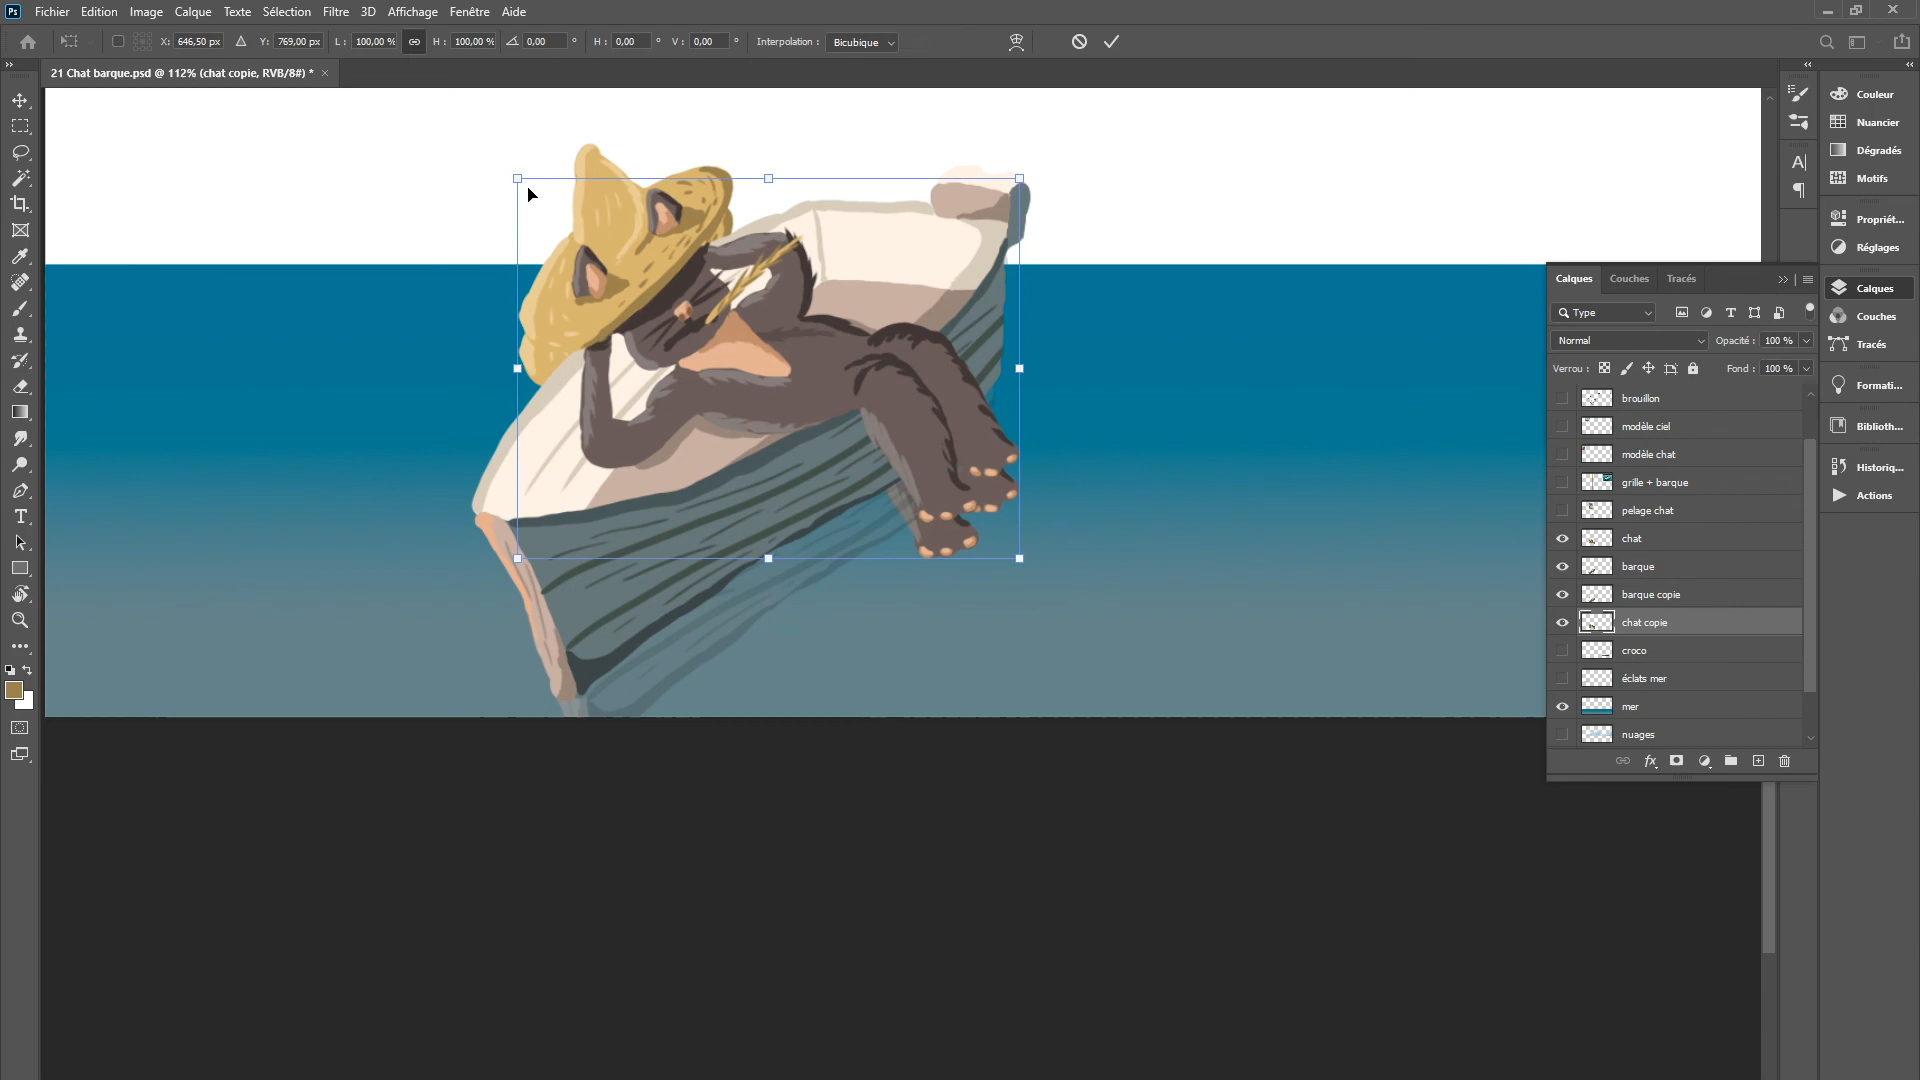 Ps Fichier Edition Image Calque Texte Sélection Filtre 3D Affichage Fenêtre Aide
X: 646,50 px Y: 769,00 px L : 100,00 % H : 100,00 % 0,00 ° H : 0,00 ° V : 0,00 ° Interpolation : Bicubique
21 Chat barque.psd @ 112% (chat copie, RVB/8#) * ×
Couleur
Nuancier
Dégradés
Motifs
Propriét...
Réglages
Calques
Couches
Tracés
Formati...
Biblioth...
Historiq...
Actions
Calques Couches Tracés
Type
Normal Opacité : 100 %
Verrou : Fond : 100 %
brouillon
modèle ciel
modèle chat
grille + barque
pelage chat
chat
barque
barque copie
chat copie
croco
éclats mer
mer
nuages
fx